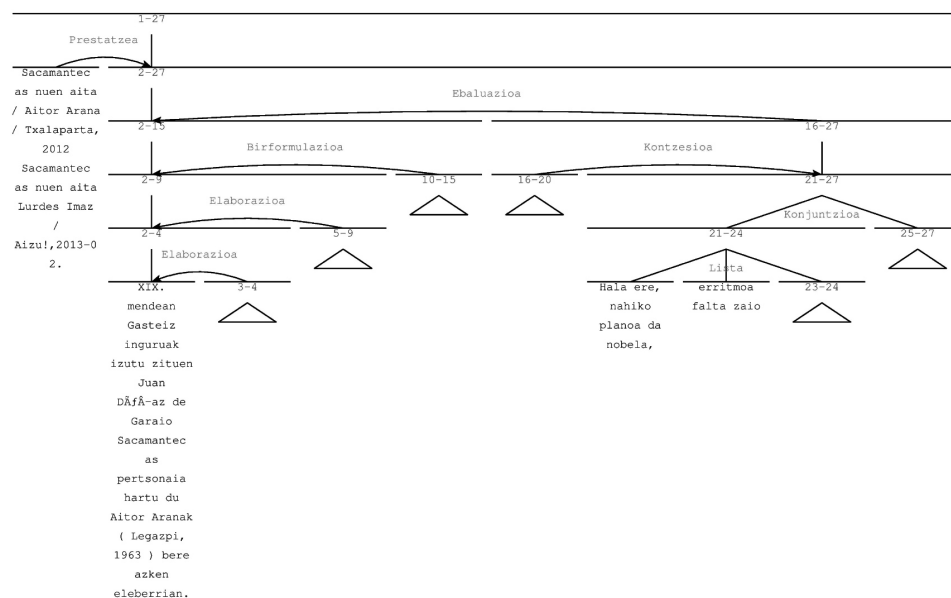 1-27
Prestatzea
2-27
Ebaluazioa
2-15
16-27
Birformulazioa
Kontzesioa
2-9
10-15
16-20
21-27
Elaborazioa
Konjuntzioa
2-4
5-9
21-24
25-27
Elaborazioa
Lista
3-4
23-24
Sacamantec
as nuen aita
/ Aitor Arana
/ Txalaparta,
2012
Sacamantec
as nuen aita
Lurdes Imaz
/
Aizu!,2013-0
2.
XIX.
mendean
Gasteiz
inguruak
izutu zituen
Juan
DÃƒÂ-az de
Garaio
Sacamantec
as
pertsonaia
hartu du
Aitor Aranak
( Legazpi,
1963 ) bere
azken
eleberrian.
Hala ere,
nahiko
planoa da
nobela,
erritmoa
falta zaio